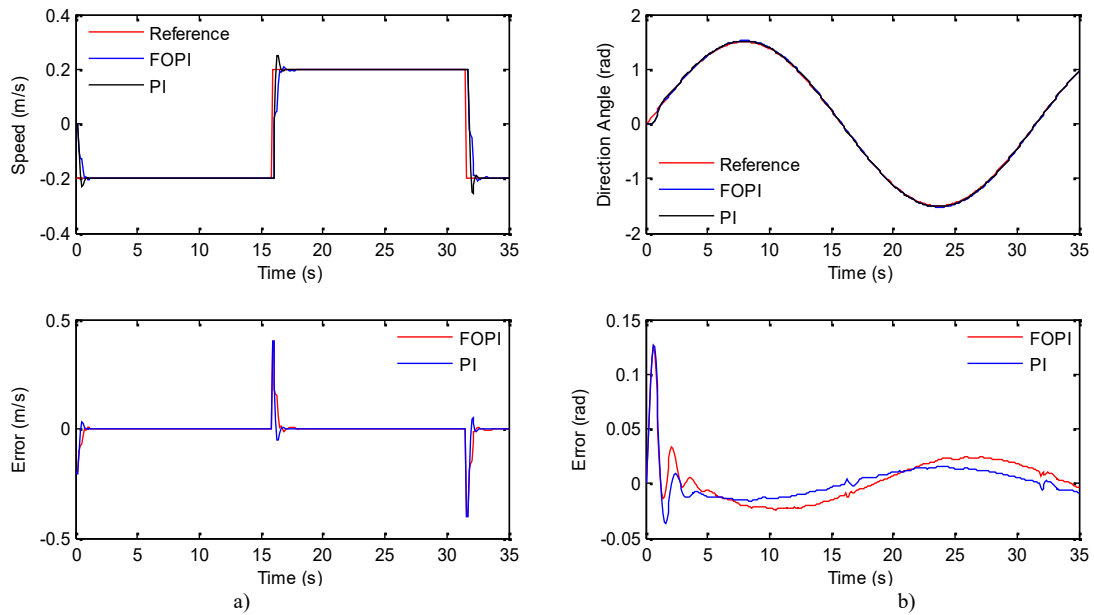 0.4
0.2
0
-0.2
-0.4
Speed (m/s)
Reference
FOPI
PI
0 5 10 15 20 25 30 35
Time (s)
2
1
0
-1
-2
Direction Angle (rad)
Reference
FOPI
PI
0 5 10 15 20 25 30 35
Time (s)
0.5
0
-0.5
Error (m/s)
FOPI
PI
0 5 10 15 20 25 30 35
Time (s)
a)
0.15
0.1
0.05
0
-0.05
Error (rad)
FOPI
PI
0 5 10 15 20 25 30 35
Time (s)
b)